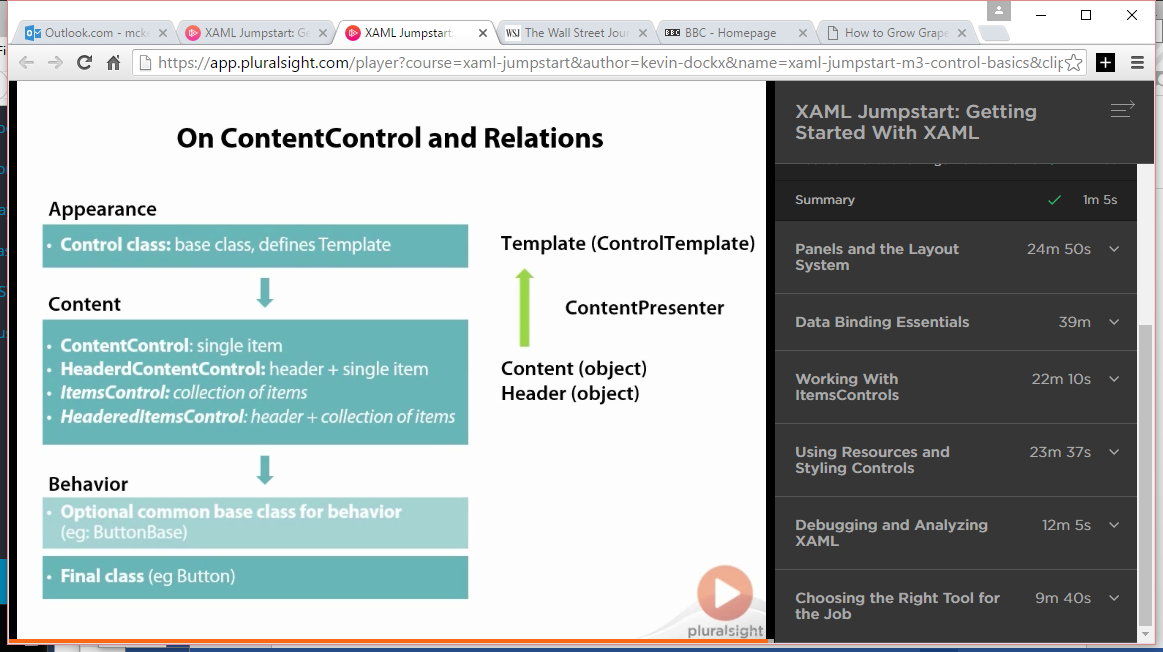 Outlook.com - mck
XAML Jumpstart: Ge
XAML Jumpstart:
WSJ The Wall Street Jour
BBC BBC - Homepage
How to Grow Grape
https://app.pluralsight.com/player?course=xaml-jumpstart&author=kevin-dockx&name=xaml-jumpstart-m3-control-basics&clip
On ContentControl and Relations
Appearance
• Control class: base class, defines Template
Content
• ContentControl: single item
• HeaderdContentControl: header + single item
• ItemsControl: collection of items
• HeaderedItemsControl: header + collection of items
Behavior
• Optional common base class for behavior
(eg: ButtonBase)
• Final class (eg Button)
Template (ControlTemplate)
ContentPresenter
Content (object)
Header (object)
pluralsight
XAML Jumpstart: Getting
Started With XAML
Summary 1m 5s
Panels and the Layout
System 24m 50s
Data Binding Essentials 39m
Working With
ItemsControls 22m 10s
Using Resources and
Styling Controls 23m 37s
Debugging and Analyzing
XAML 12m 5s
Choosing the Right Tool for
the Job 9m 40s